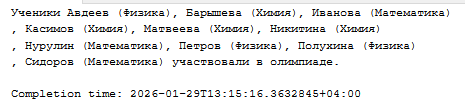 Ученики Авдеев (Физика), Барышева (Химия), Иванова (Математика)
, Касимов (Химия), Матвеева (Химия), Никитина (Химия)
, Нурулин (Математика), Петров (Физика), Полухина (Физика)
, Сидоров (Математика) участвовали в олимпиаде.
Completion time: 2026-01-29T13:15:16.3632845+04:00